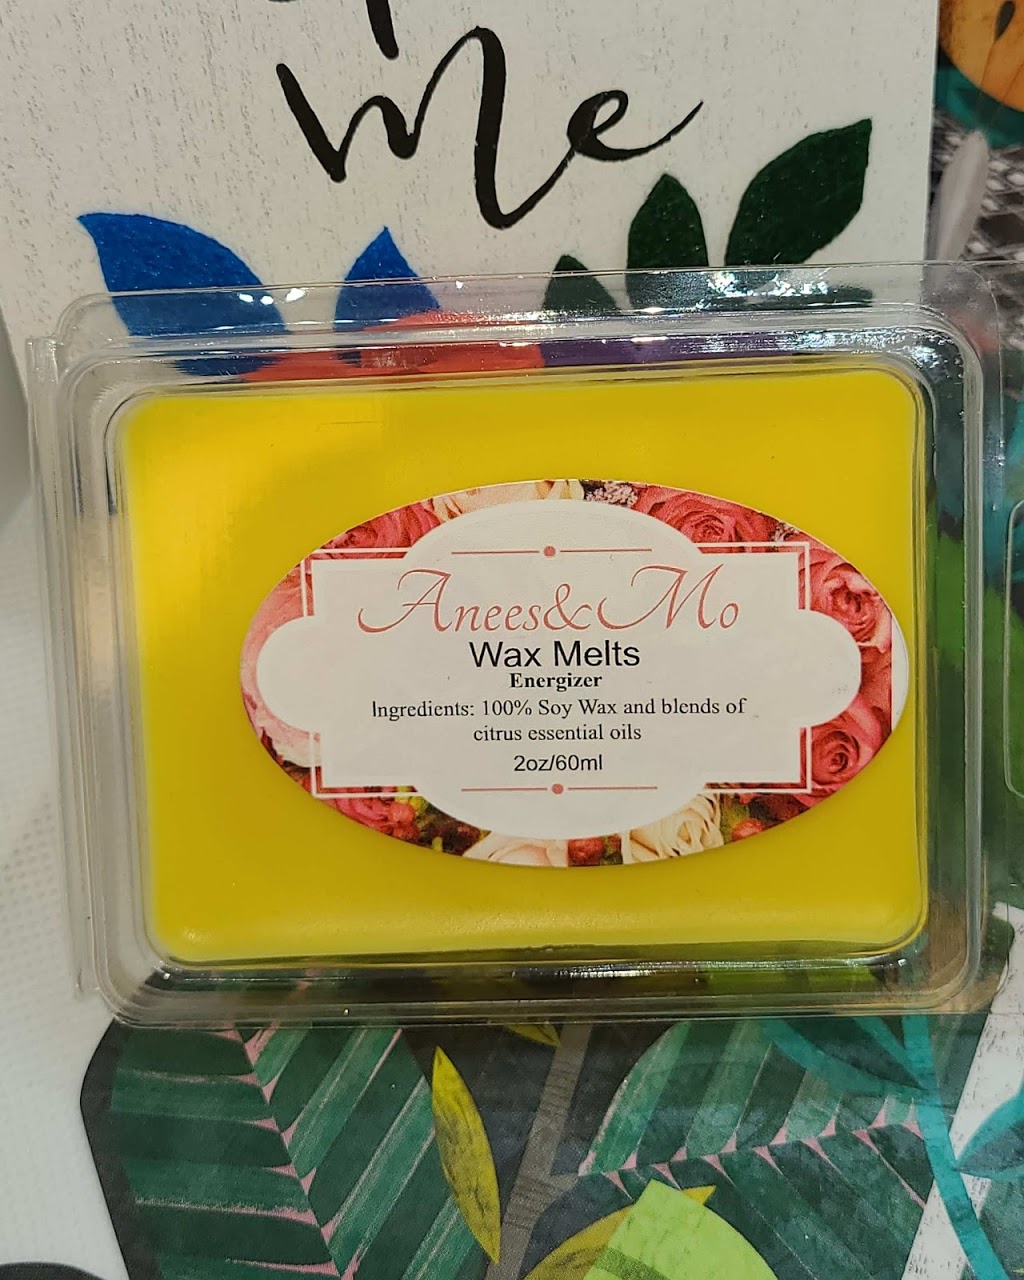 me
Anees&Mo
Wax Melts
Energizer
Ingredients: 100% Soy Wax and blends of
citrus essential oils
2oz/60ml